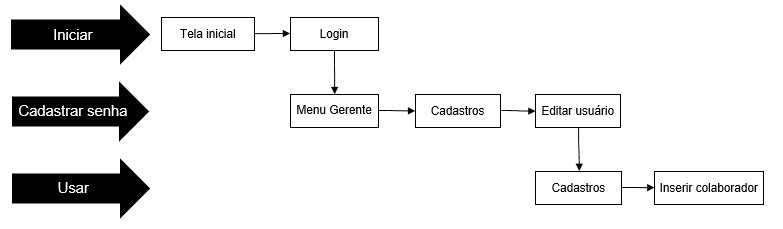 Iniciar
Tela inicial
Login
Cadastrar senha
Menu Gerente
Cadastros
Editar usuário
Usar
Cadastros
Inserir colaborador